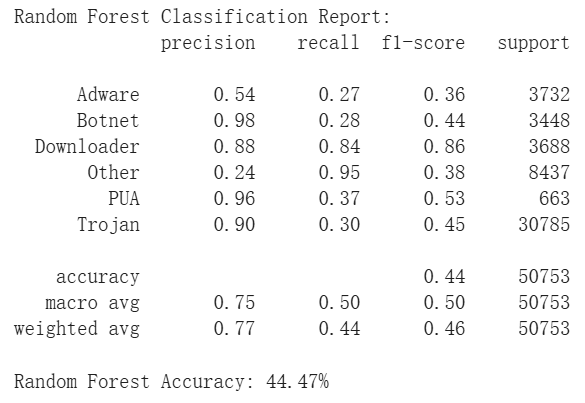 Random Forest Classification Report:
precision recall f1-score support
Adware 0.54 0.27 0.36 3732
Botnet 0.98 0.28 0.44 3448
Downloader 0.88 0.84 0.86 3688
Other 0.24 0.95 0.38 8437
PUA 0.96 0.37 0.53 663
Trojan 0.90 0.30 0.45 30785
accuracy 0.44 50753
macro avg 0.75 0.50 0.50 50753
weighted avg 0.77 0.44 0.46 50753
Random Forest Accuracy: 44.47%